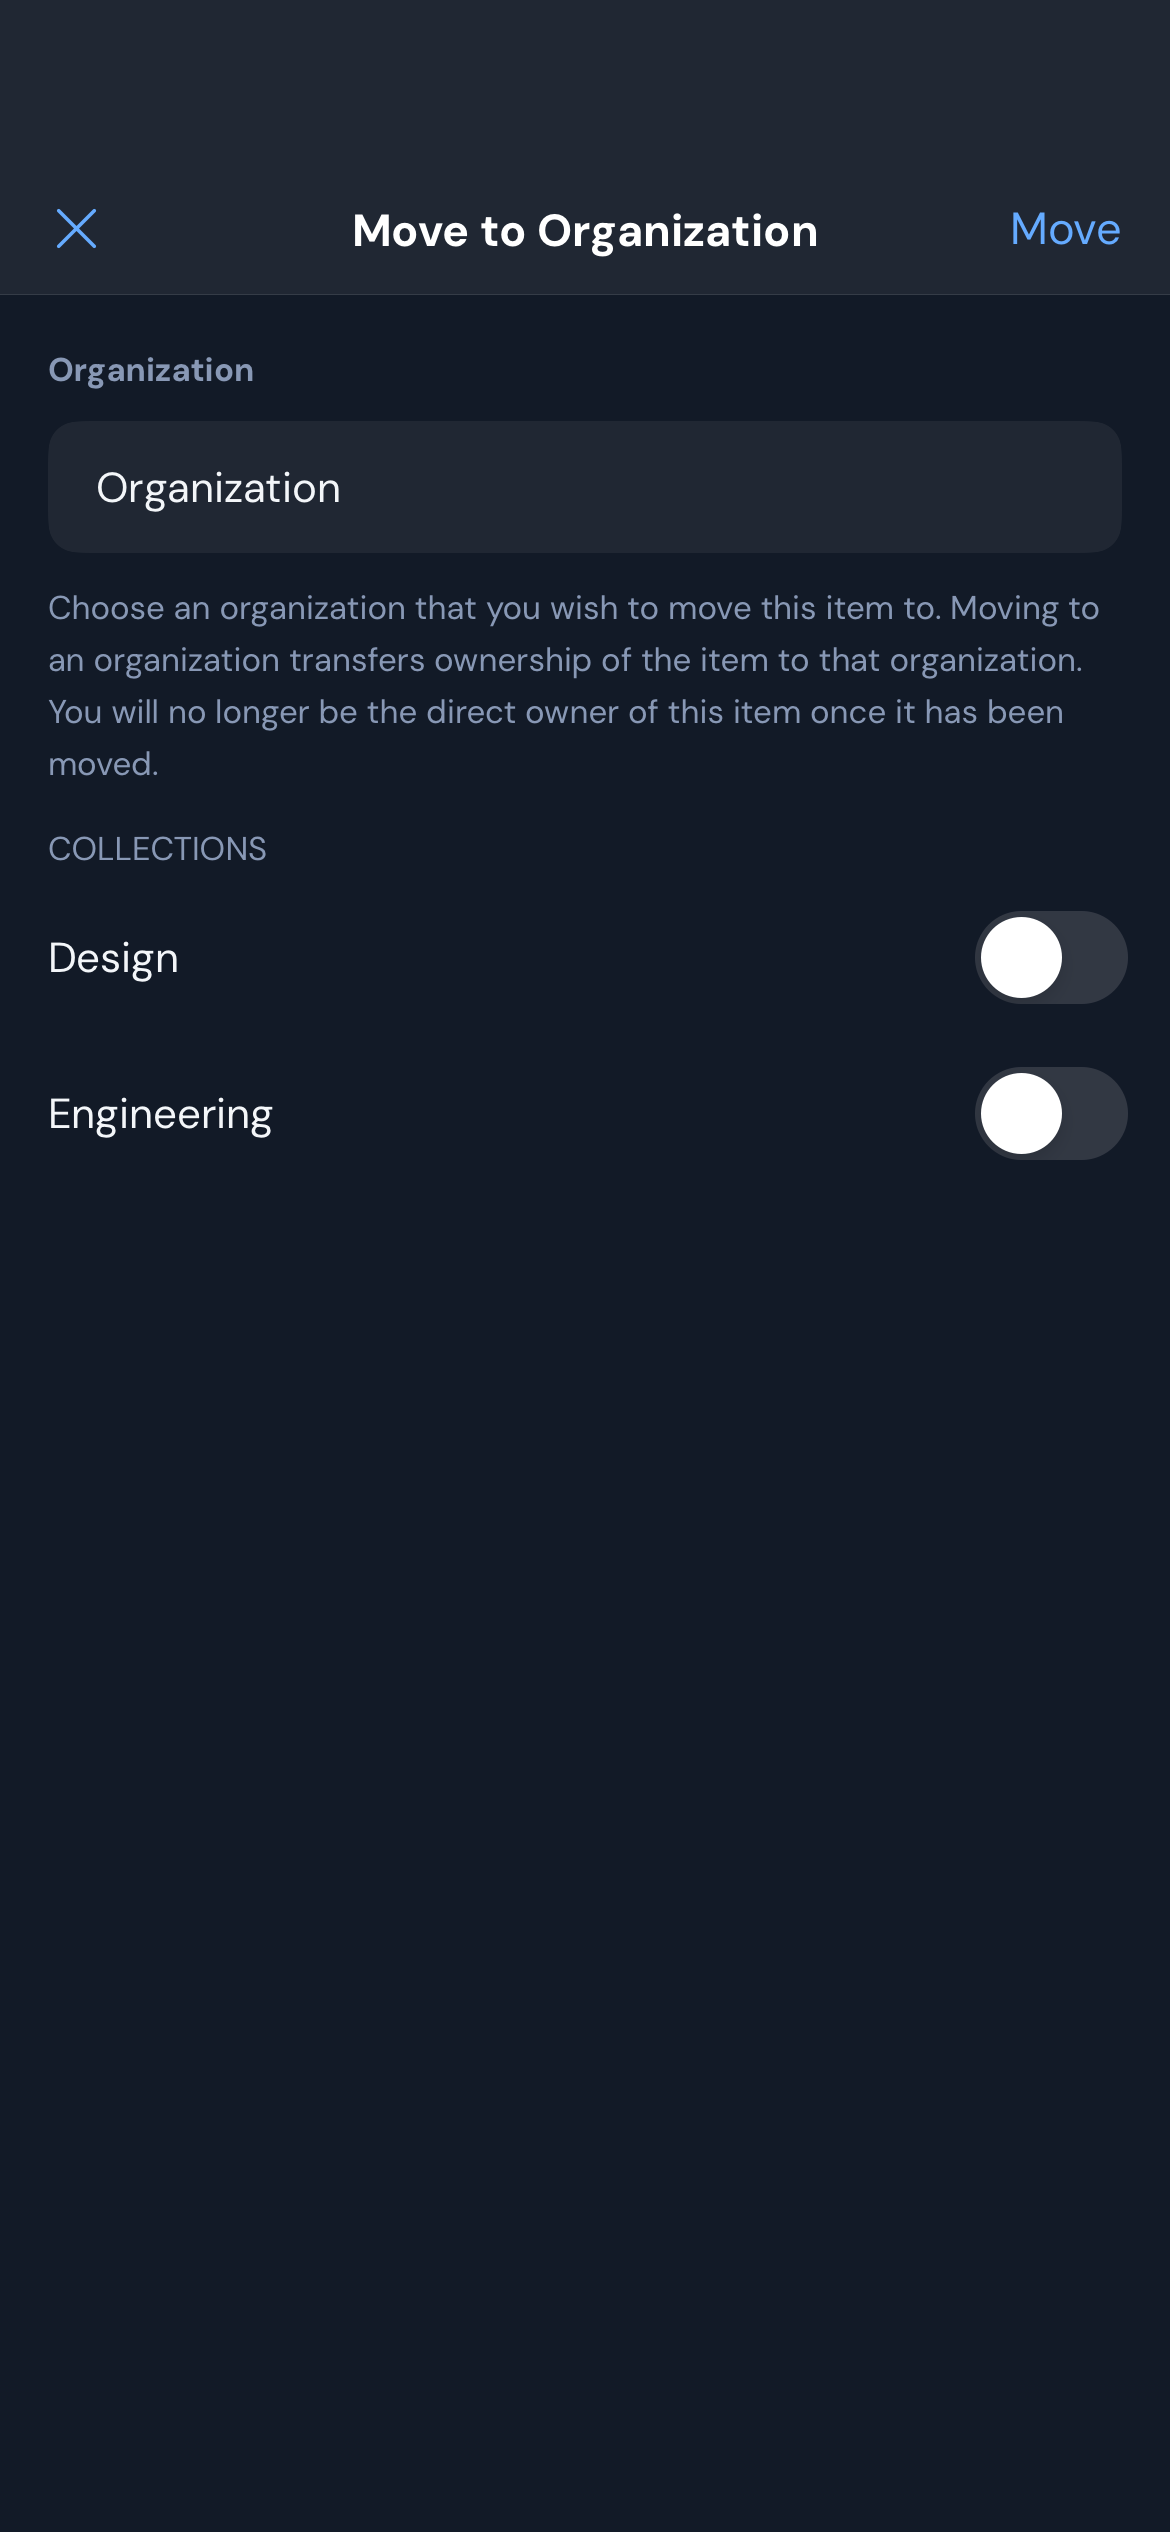 Move to Organization
Move
Organization
Organization
Choose an organization that you wish to move this item to. Moving to
an organization transfers ownership of the item to that organization.
You will no longer be the direct owner of this item once it has been
moved.
COLLECTIONS
Design
Engineering